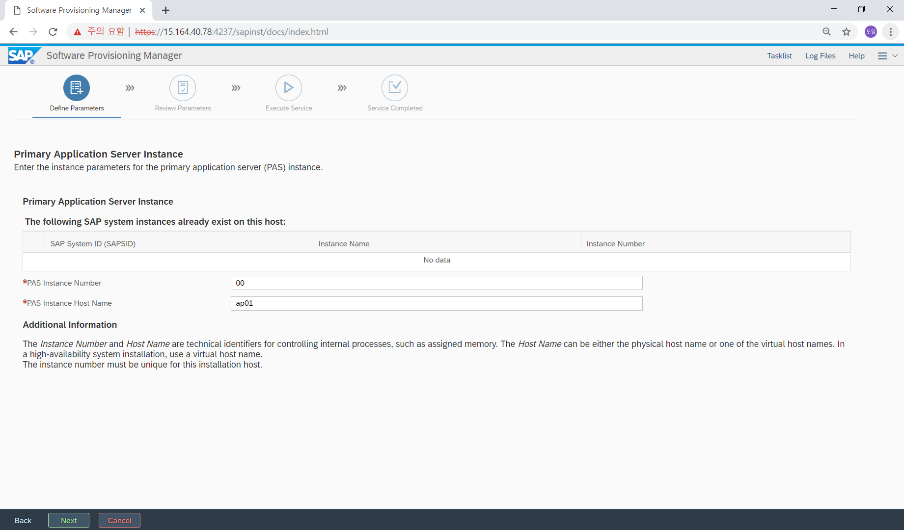 Software Provisioning Manager
주의 요함 | https://15.164.40.78:4237/sapinst/docs/index.html
SAP Software Provisioning Manager Tasklist Log Files Help
Define Parameters Review Parameters Execute Service Service Completed
Primary Application Server Instance
Enter the instance parameters for the primary application server (PAS) instance.
Primary Application Server Instance
The following SAP system instances already exist on this host:
SAP System ID (SAPSID) Instance Name Instance Number
No data
*PAS Instance Number 00
*PAS Instance Host Name ap01
Additional Information
The Instance Number and Host Name are technical identifiers for controlling internal processes, such as assigned memory. The Host Name can be either the physical host name or one of the virtual host names. In
a high-availability system installation, use a virtual host name.
The instance number must be unique for this installation host.
Back Next Cancel